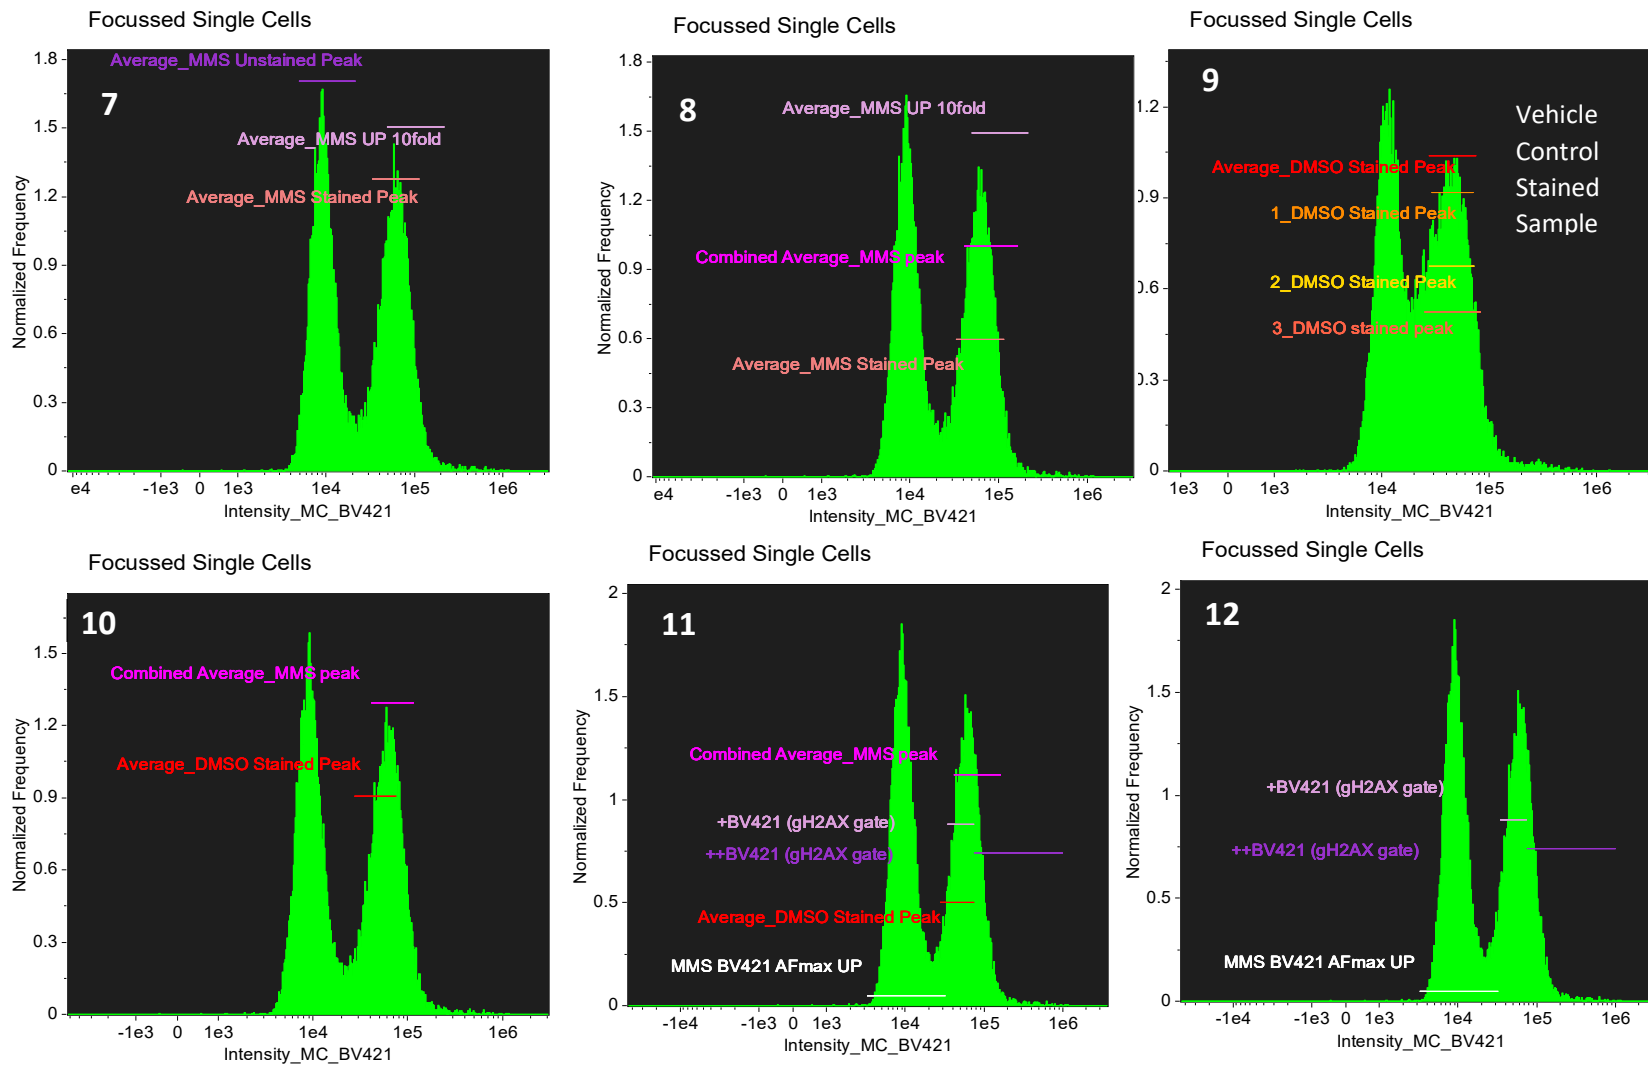 Focussed Single Cells
7
Average_MMS Unstained Peak
Average_MMS UP 10fold
Average_MMS Stained Peak
Normalized Frequency
1.8
1.5
1.2
0.9
0.6
0.3
0
e4 -1e3 0 1e3 1e4 1e5 1e6
Intensity_MC_BV421
Focussed Single Cells
8
Average_MMS UP 10fold
Combined Average_MMS peak
Average_MMS Stained Peak
Normalized Frequency
1.8
1.5
1.2
0.9
0.6
0.3
0
e4 -1e3 0 1e3 1e4 1e5 1e6
Intensity_MC_BV421
Focussed Single Cells
9
Vehicle
Control
Stained
Sample
Average_DMSO Stained Peak
1_DMSO Stained Peak
2_DMSO Stained Peak
3_DMSO stained peak
1.2
0.9
0.6
0.3
0
1e3 0 1e3 1e4 1e5 1e6
Intensity_MC_BV421
Focussed Single Cells
10
Combined Average_MMS peak
Average_DMSO Stained Peak
Normalized Frequency
1.5
1.2
0.9
0.6
0.3
0
-1e3 0 1e3 1e4 1e5 1e6
Intensity_MC_BV421
Focussed Single Cells
11
Combined Average_MMS peak
+BV421 (gH2AX gate)
++BV421 (gH2AX gate)
Average_DMSO Stained Peak
MMS BV421 AFmax UP
Normalized Frequency
2
1.5
1
0.5
0
-1e4 -1e3 0 1e3 1e4 1e5 1e6
Intensity_MC_BV421
Focussed Single Cells
12
+BV421 (gH2AX gate)
++BV421 (gH2AX gate)
MMS BV421 AFmax UP
Normalized Frequency
2
1.5
1
0.5
0
-1e4 -1e3 0 1e3 1e4 1e5 1e6
Intensity_MC_BV421